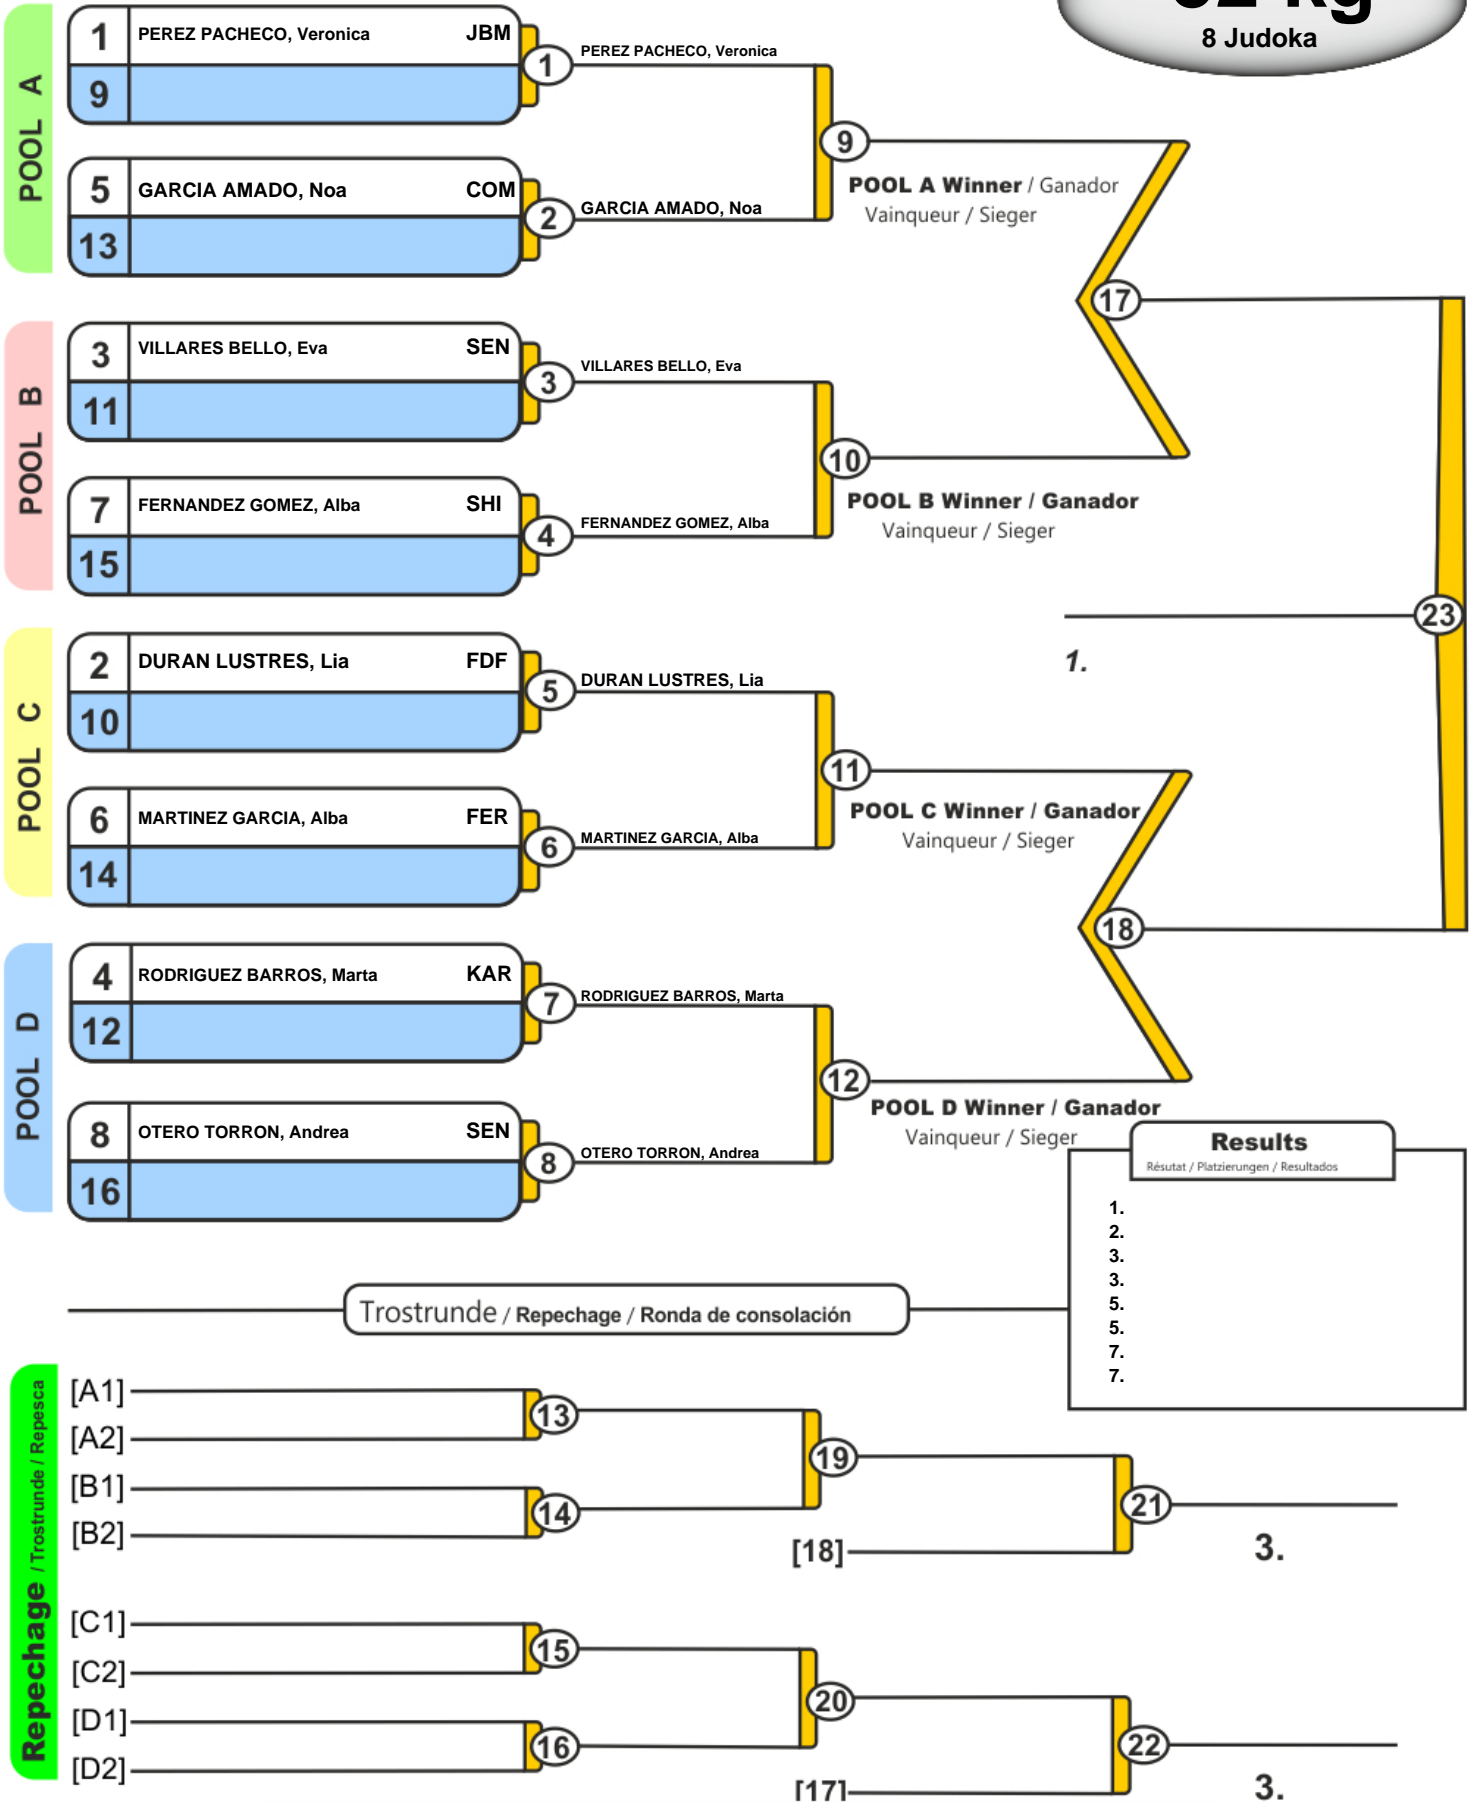 8 Judoka
POOL A
1 PEREZ PACHECO, Veronica JBM
9
1
PEREZ PACHECO, Veronica
5 GARCIA AMADO, Noa COM
13
2
GARCIA AMADO, Noa
9
POOL A Winner / Ganador
Vainqueur / Sieger
POOL B
3 VILLARES BELLO, Eva SEN
11
3
VILLARES BELLO, Eva
7 FERNANDEZ GOMEZ, Alba SHI
15
4
FERNANDEZ GOMEZ, Alba
10
POOL B Winner / Ganador
Vainqueur / Sieger
17
POOL C
2 DURAN LUSTRES, Lia FDF
10
5
DURAN LUSTRES, Lia
6 MARTINEZ GARCIA, Alba FER
14
6
MARTINEZ GARCIA, Alba
11
POOL C Winner / Ganador
Vainqueur / Sieger
POOL D
4 RODRIGUEZ BARROS, Marta KAR
12
7
RODRIGUEZ BARROS, Marta
8 OTERO TORRON, Andrea SEN
16
8
OTERO TORRON, Andrea
12
POOL D Winner / Ganador
Vainqueur / Sieger
18
23
1.
Results
Résutat / Platzierungen / Resultados
1.
2.
3.
3.
5.
5.
7.
7.
Trostrunde / Repechage / Ronda de consolación
Repechage / Trostrunde / Repesca
[A1]
[A2]
13
[B1]
[B2]
14
19
[18]
21
3.
[C1]
[C2]
15
[D1]
[D2]
16
20
[17]
22
3.